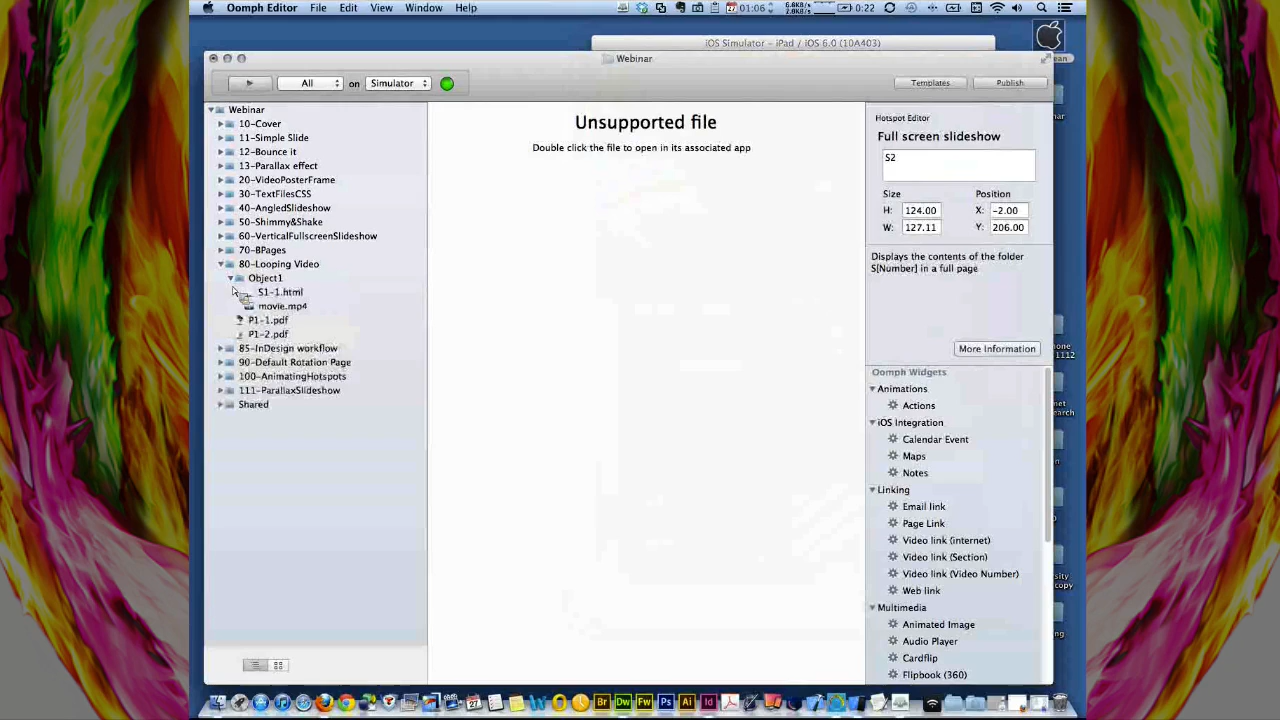 Oomph Editor File Edit View Window Help 01:06 0:22
iOS Simulator – iPad / iOS 6.0 (10A403)
Webinar
All on Simulator Templates Publish
Webinar
10-Cover
11-Simple Slide
12-Bounce it
13-Parallax effect
20-VideoPosterFrame
30-TextFilesCSS
40-AngledSlideshow
50-Shimmy&Shake
60-VerticalFullscreenSlideshow
70-BPages
80-Looping Video
Object1
S1-1.html
movie.mp4
P1-1.pdf
P1-2.pdf
85-InDesign workflow
90-Default Rotation Page
100-AnimatingHotspots
111-ParallaxSlideshow
Shared
Unsupported file
Double click the file to open in its associated app
Hotspot Editor
Full screen slideshow
S2
Size Position
H: 124.00 X: -2.00
W: 127.11 Y: 206.00
Displays the contents of the folder
S[Number] in a full page
More Information
Oomph Widgets
Animations
Actions
iOS Integration
Calendar Event
Maps
Notes
Linking
Email link
Page Link
Video link (internet)
Video link (Section)
Video link (Video Number)
Web link
Multimedia
Animated Image
Audio Player
Cardflip
Flipbook (360)
Br Dw Fw Ps Ai Id